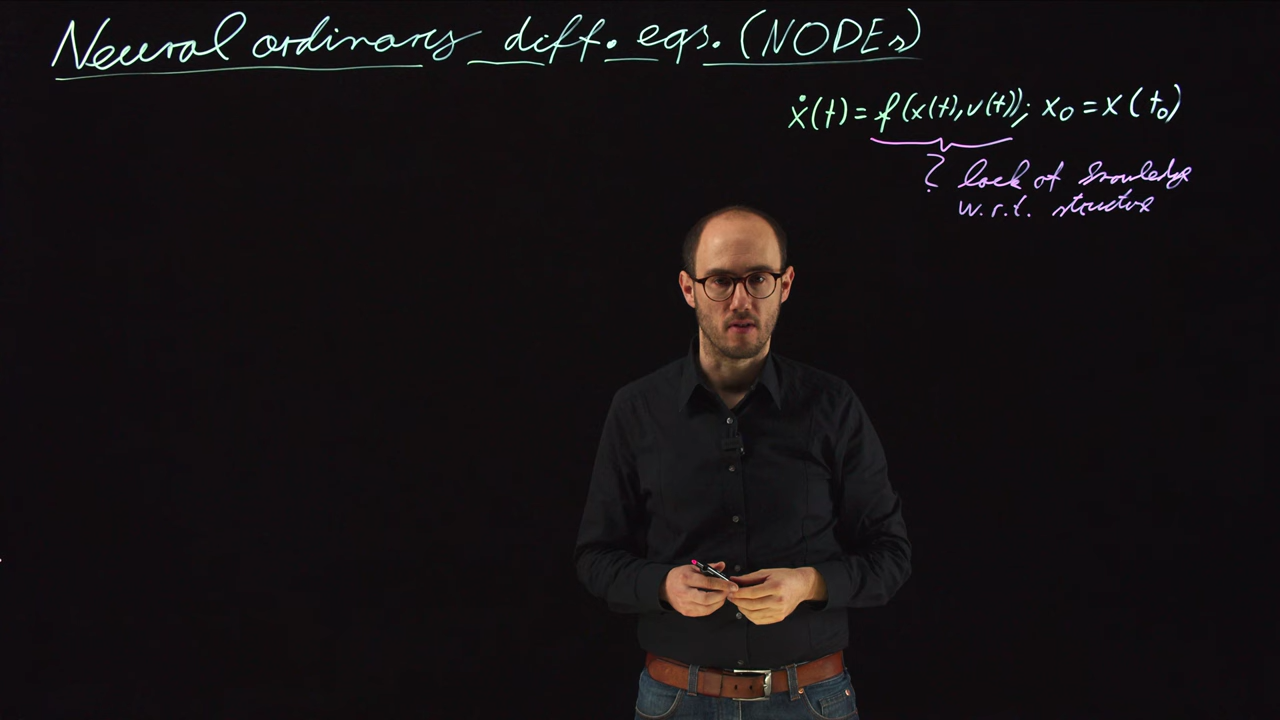 Neural ordinary diff. eqs. (NODEs)
ẋ(t) = f(x(t), u(t)); x₀ = x(t₀)
? lack of knowledge
w.r.t. structure